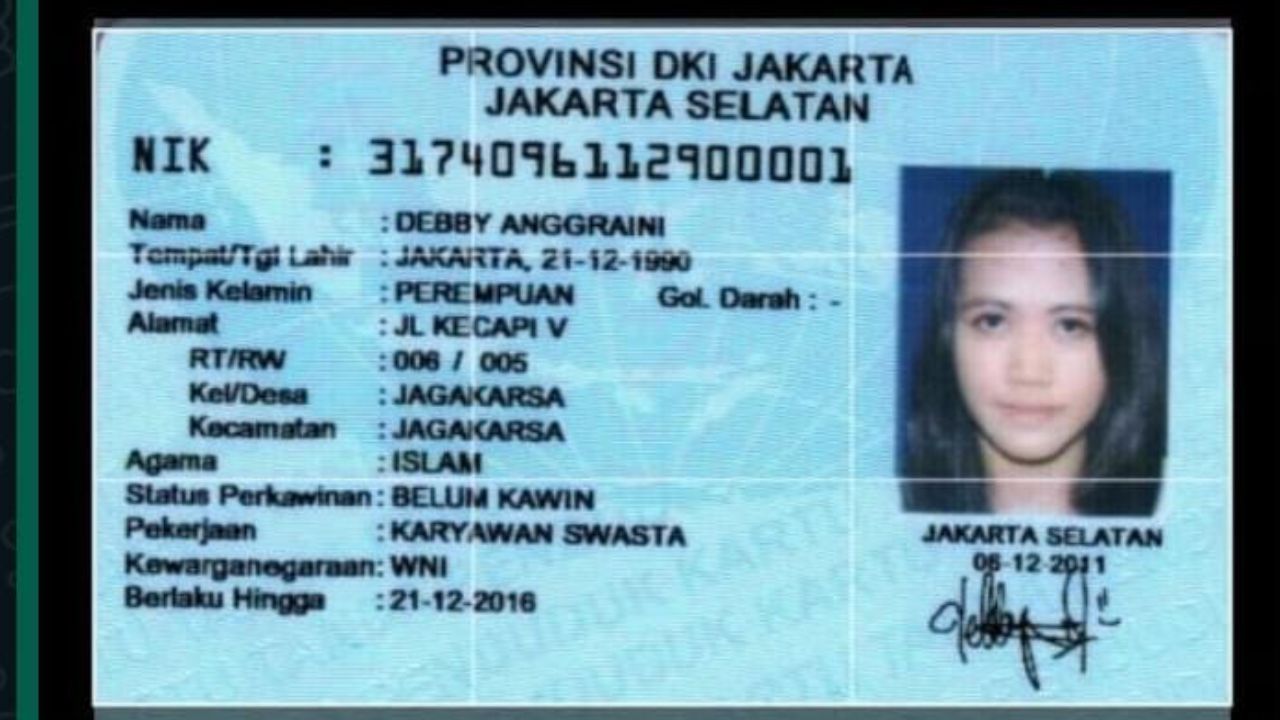 PROVINSI DKI JAKARTA
JAKARTA SELATAN
NIK : 3174096112900001
Nama : DEBBY ANGGRAINI
Tempat/Tgl Lahir : JAKARTA, 21-12-1990
Jenis Kelamin : PEREMPUAN Gol. Darah : -
Alamat : JL KECAPI V
RT/RW : 006 / 005
Kel/Desa : JAGAKARSA
Kecamatan : JAGAKARSA
Agama : ISLAM
Status Perkawinan : BELUM KAWIN
Pekerjaan : KARYAWAN SWASTA
Kewarganegaraan : WNI
Berlaku Hingga : 21-12-2016
JAKARTA SELATAN
06-12-2011